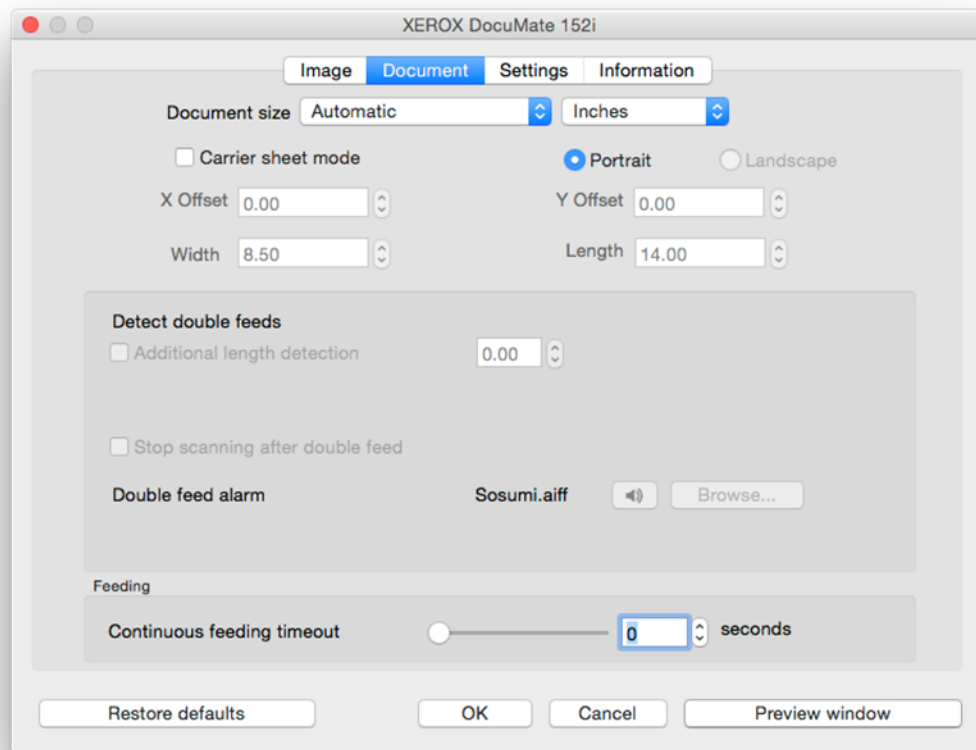 XEROX DocuMate 152i
Image Document Settings Information
Document size Automatic Inches
Carrier sheet mode Portrait Landscape
X Offset 0.00 Y Offset 0.00
Width 8.50 Length 14.00
Detect double feeds
Additional length detection 0.00
Stop scanning after double feed
Double feed alarm Sosumi.aiff Browse...
Feeding
Continuous feeding timeout 0 seconds
Restore defaults OK Cancel Preview window